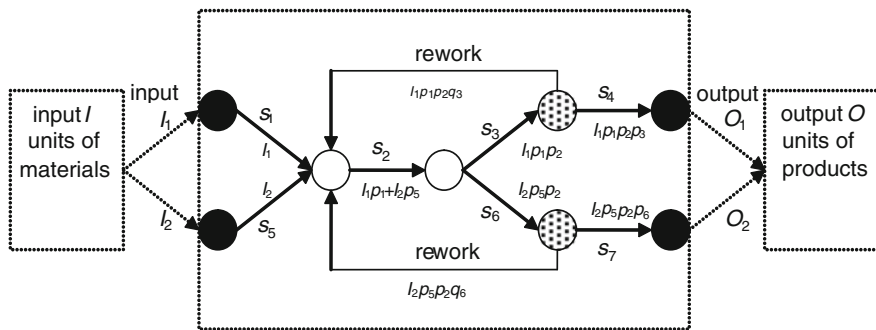 rework
I₁p₁p₂q₃
input
output
input I
units of
materials
I₁
I₂
s₁
I₁
I₂
s₅
s₂
I₁p₁+I₂p₅
s₃
I₁p₁p₂
I₂p₅p₂
s₆
s₄
I₁p₁p₂p₃
I₂p₅p₂p₆
s₇
O₁
O₂
output O
units of
products
rework
I₂p₅p₂q₆